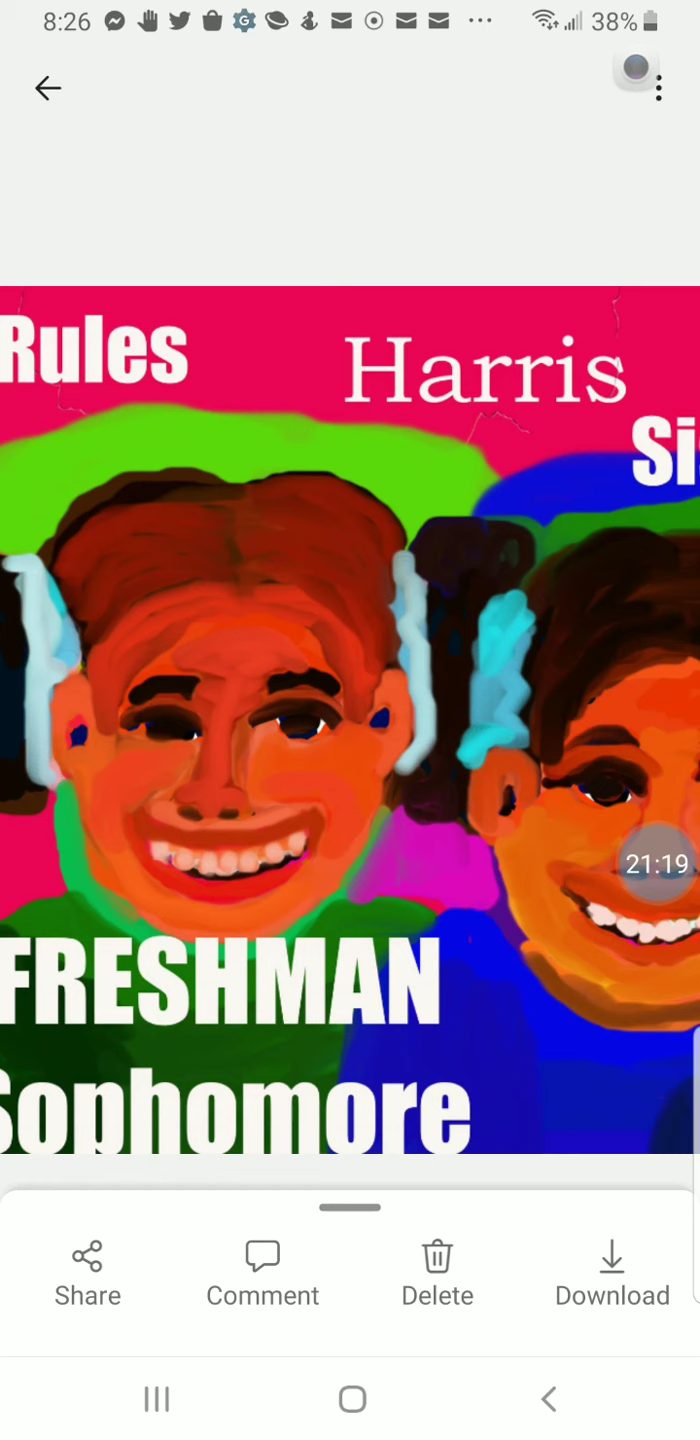 8:26
38%
Rules
Harris
Si
21:19
FRESHMAN
Sophomore
Share
Comment
Delete
Download